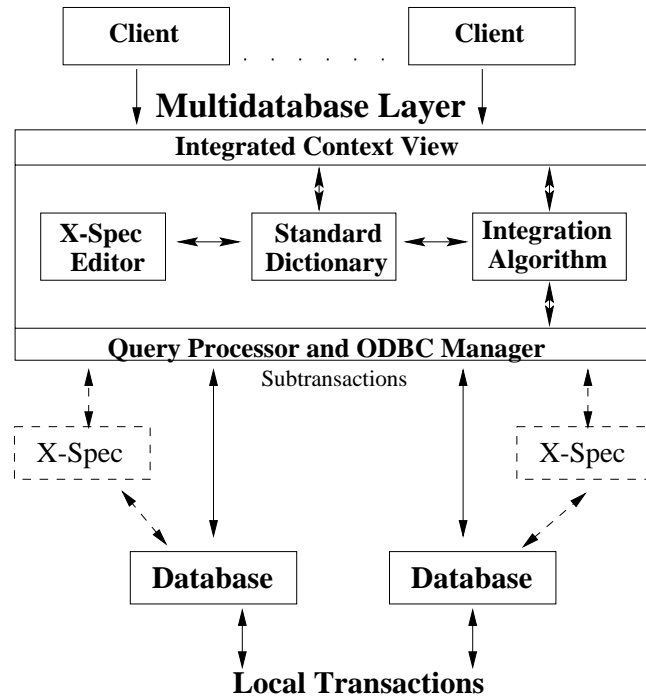 Client
Client
. . . . . .
Multidatabase Layer
Integrated Context View
X-Spec
Editor
Standard
Dictionary
Integration
Algorithm
Query Processor and ODBC Manager
Subtransactions
X-Spec
X-Spec
Database
Database
Local Transactions